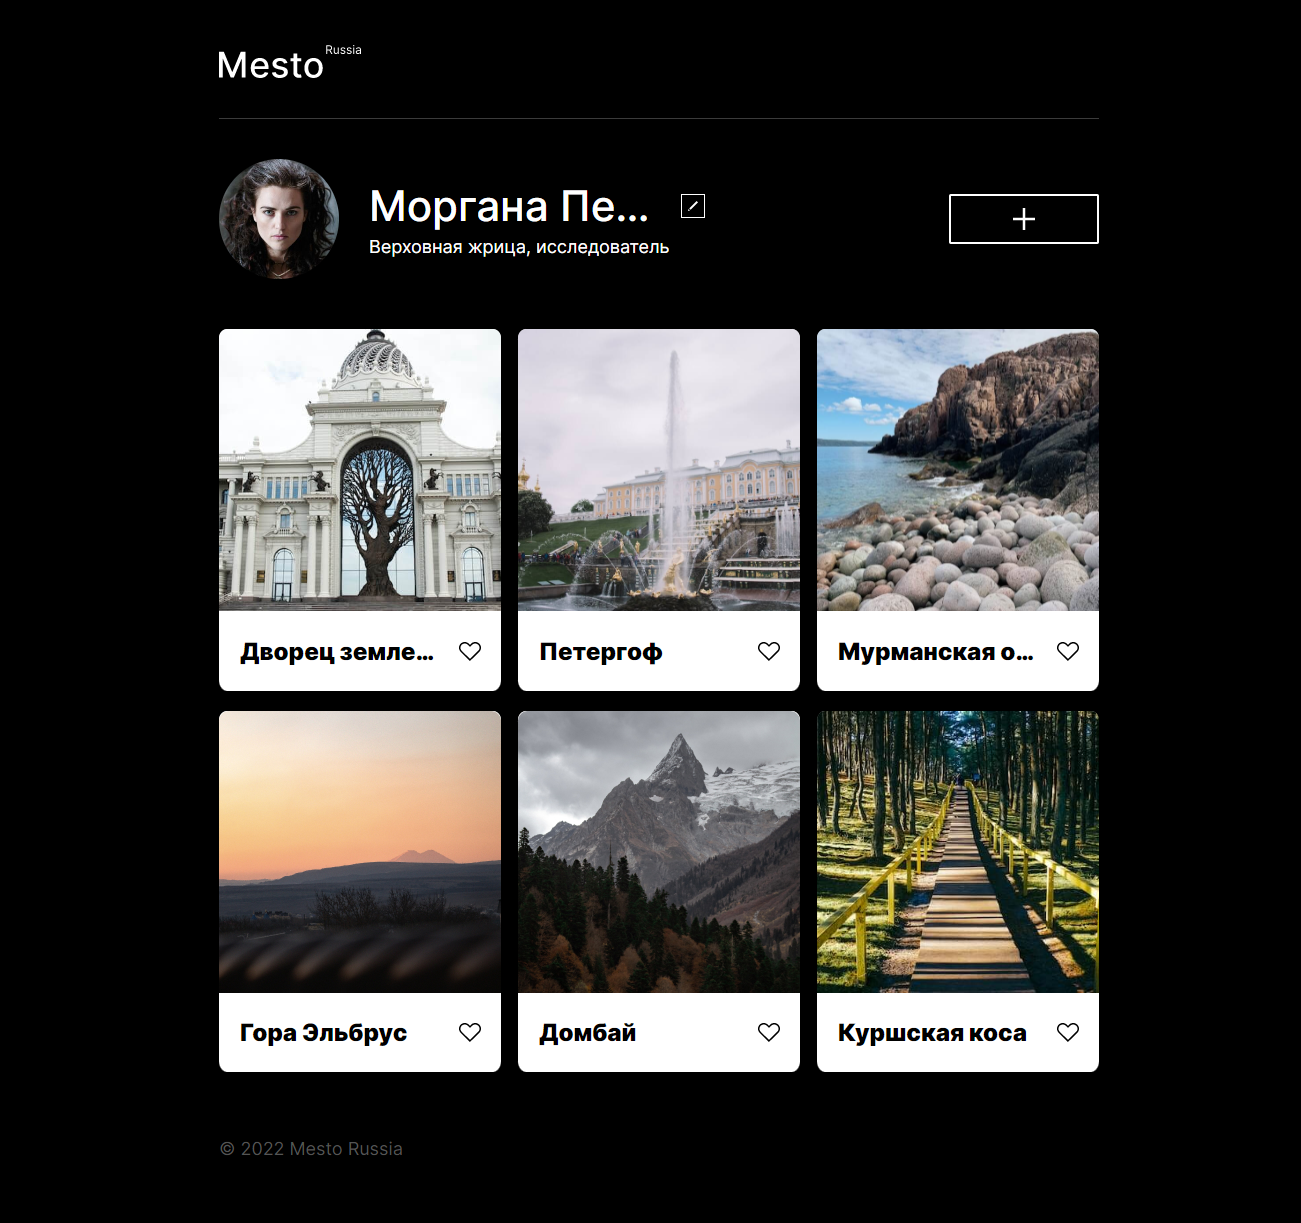 Mesto Russia
Моргана Пе...
Верховная жрица, исследователь
Дворец земле...
Петергоф
Мурманская о...
Гора Эльбрус
Домбай
Куршская коса
© 2022 Mesto Russia